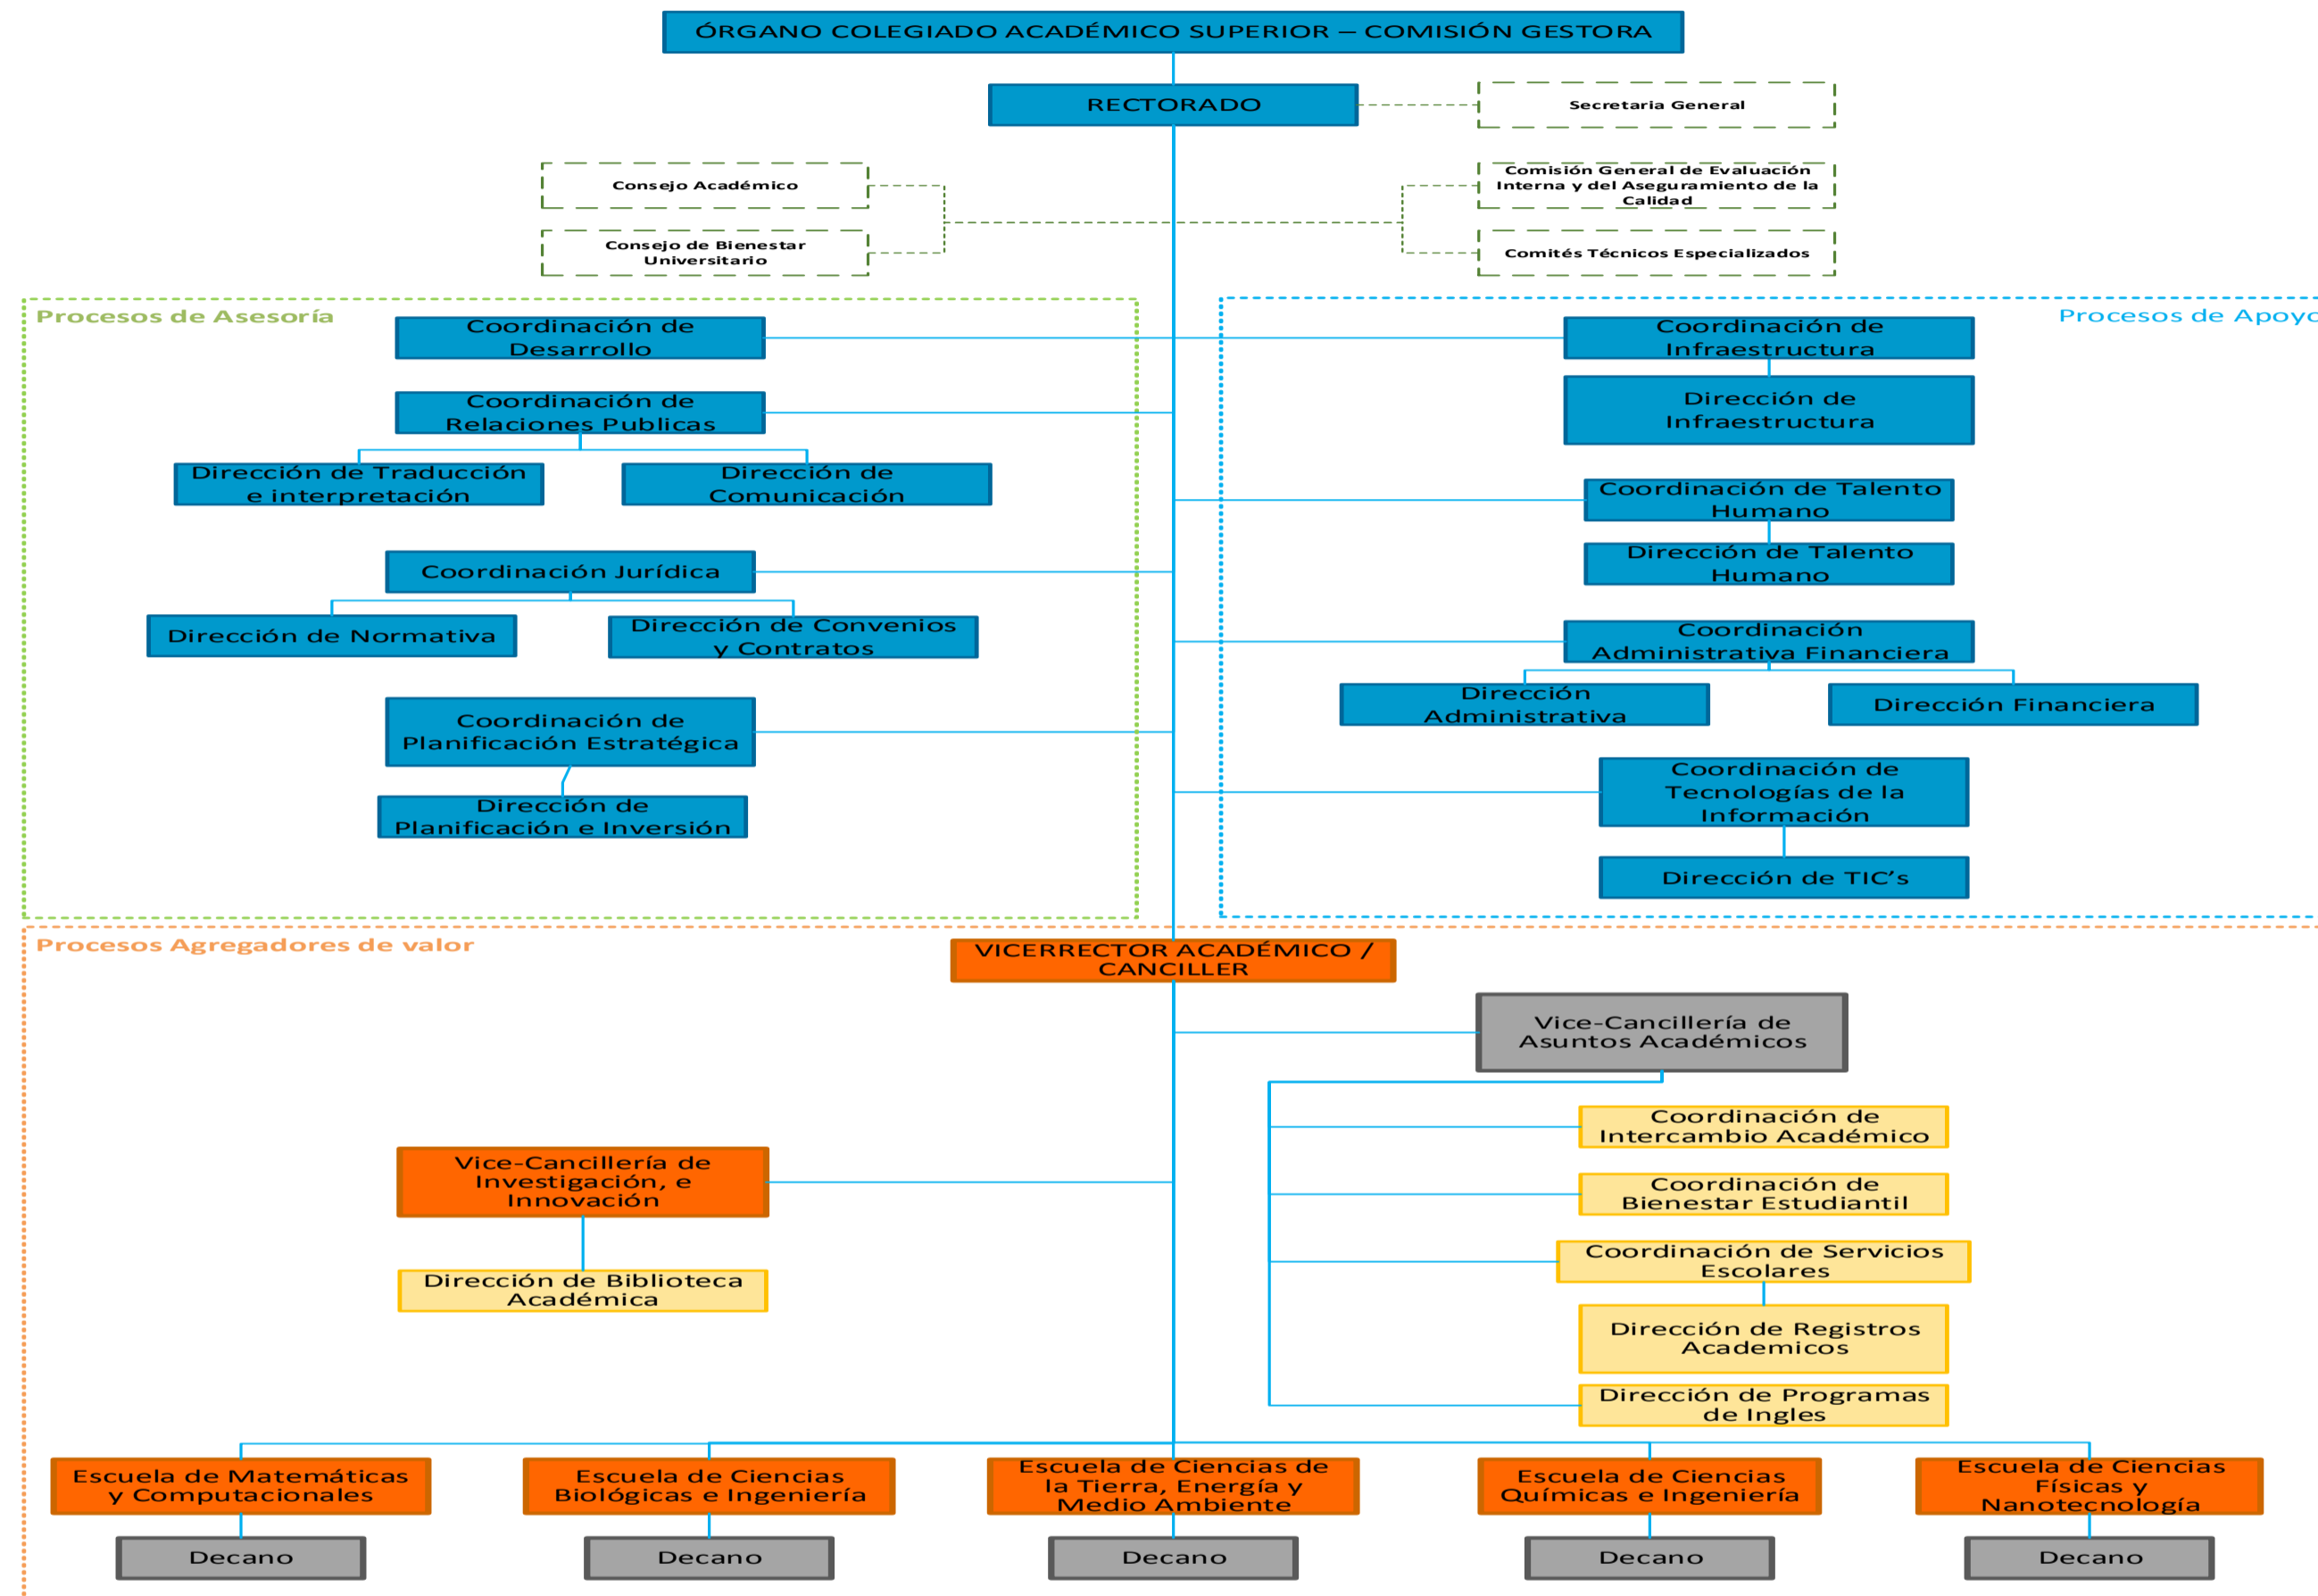 ÓRGANO COLEGIADO ACADÉMICO SUPERIOR – COMISIÓN GESTORA
RECTORADO
Secretaria General
Consejo Académico
Comisión General de Evaluación
Interna y del Aseguramiento de la
Calidad
Consejo de Bienestar
Universitario
Comités Técnicos Especializados
Procesos de Asesoría
Coordinación de
Desarrollo
Coordinación de
Relaciones Publicas
Dirección de Traducción
e interpretación
Dirección de
Comunicación
Coordinación Jurídica
Dirección de Normativa
Dirección de Convenios
y Contratos
Coordinación de
Planificación Estratégica
Dirección de
Planificación e Inversión
Procesos de Apoyo
Coordinación de
Infraestructura
Dirección de
Infraestructura
Coordinación de Talento
Humano
Dirección de Talento
Humano
Coordinación
Administrativa Financiera
Dirección
Administrativa
Dirección Financiera
Coordinación de
Tecnologías de la
Información
Dirección de TIC’s
Procesos Agregadores de valor
VICERRECTOR ACADÉMICO /
CANCILLER
Vice-Cancillería de
Asuntos Académicos
Coordinación de
Intercambio Académico
Coordinación de
Bienestar Estudiantil
Coordinación de Servicios
Escolares
Dirección de Registros
Academicos
Dirección de Programas
de Ingles
Vice-Cancillería de
Investigación, e
Innovación
Dirección de Biblioteca
Académica
Escuela de Matemáticas
y Computacionales
Escuela de Ciencias
Biológicas e Ingeniería
Escuela de Ciencias de
la Tierra, Energía y
Medio Ambiente
Escuela de Ciencias
Químicas e Ingeniería
Escuela de Ciencias
Físicas y
Nanotecnología
Decano
Decano
Decano
Decano
Decano